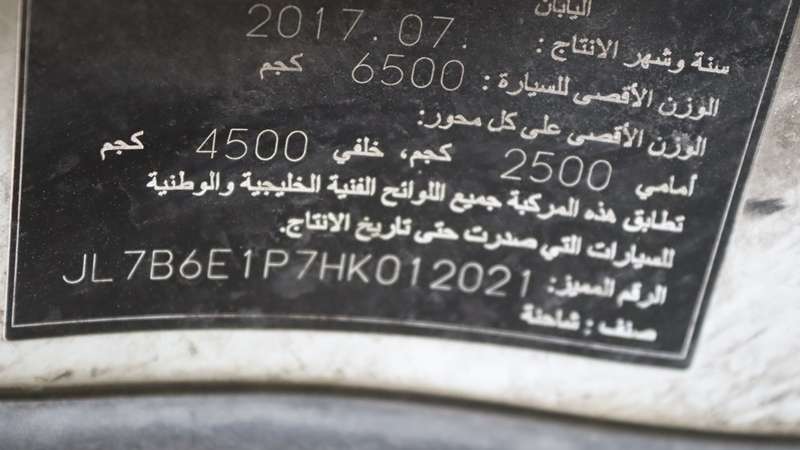 اليابان
سنة وشهر الانتاج : 2017.07.
الوزن الأقصى للسيارة : 6500 كجم
الوزن الأقصى على كل محور:
أمامي 2500 كجم، خلفي 4500 كجم
تطابق هذه المركبة جميع اللوائح الفنية الخليجية والوطنية
للسيارات التي صدرت حتى تاريخ الانتاج.
الرقم المميز: JL7B6E1P7HK012021
صنف : شاحنة